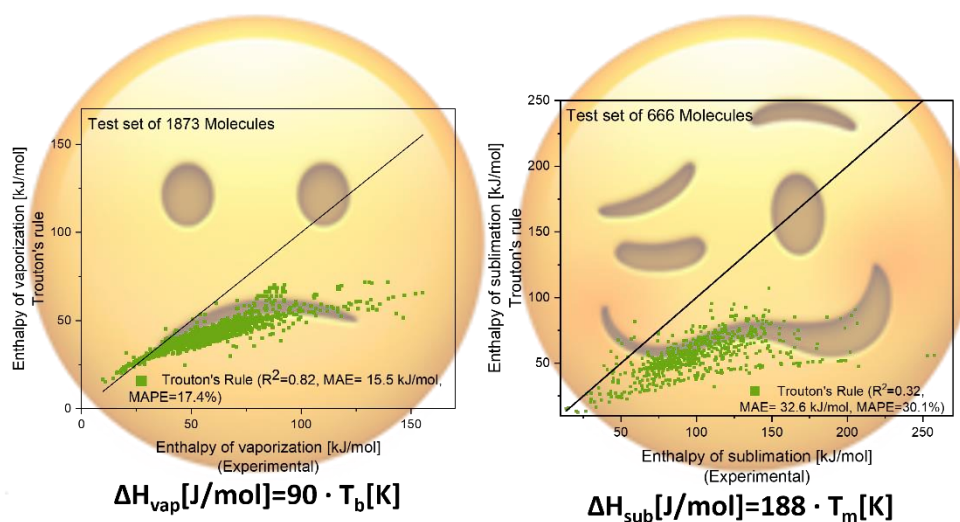 Test set of 1873 Molecules
150
100
50
0
Enthalpy of vaporization [kJ/mol]
Trouton's rule
Trouton's Rule (R²=0.82, MAE= 15.5 kJ/mol,
MAPE=17.4%)
0 50 100 150
Enthalpy of vaporization [kJ/mol]
(Experimental)
ΔHvap[J/mol]=90 · Tb[K]
Test set of 666 Molecules
250
200
150
100
50
Enthalpy of sublimation [kJ/mol]
Trouton's rule
Trouton's Rule (R²=0.32,
MAE= 32.6 kJ/mol, MAPE=30.1%)
50 100 150 200 250
Enthalpy of sublimation [kJ/mol]
(Experimental)
ΔHsub[J/mol]=188 · Tm[K]